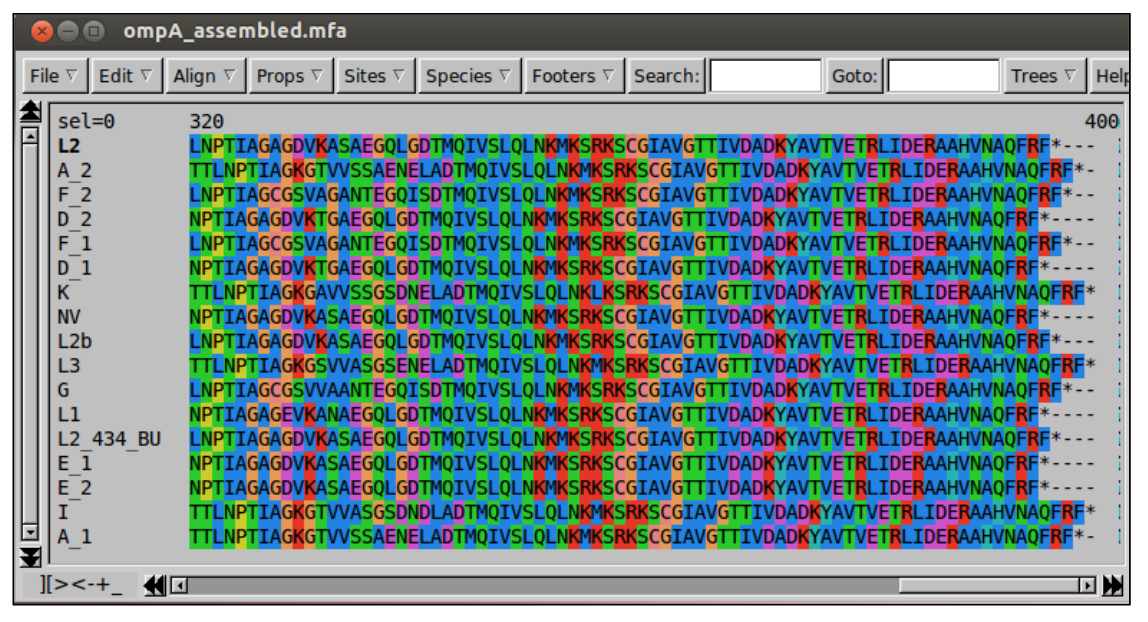 ompA_assembled.mfa
File Edit Align Props Sites Species Footers Search: Goto: Trees Help
sel=0 320 400
L2 LNPTIAGAGDVKASAEGQLGDTMQIVSLQLNKMKSRKSCGIAVGTTIVDADKYAVTVETRLIDERAAHVNAQFRF*---
A_2 TTLNPTIAGKGTVVSSAENELADTMQIVSLQLNKMKSRKSCGIAVGTTIVDADKYAVTVETRLIDERAAHVNAQFRF*-
F_2 LNPTIAGCGSVAGANTEGQISDTMQIVSLQLNKMKSRKSCGIAVGTTIVDADKYAVTVETRLIDERAAHVNAQFRF*--
D_2 NPTIAGAGDVKTGAEGQLGDTMQIVSLQLNKMKSRKSCGIAVGTTIVDADKYAVTVETRLIDERAAHVNAQFRF*----
F_1 LNPTIAGCGSVAGANTEGQISDTMQIVSLQLNKMKSRKSCGIAVGTTIVDADKYAVTVETRLIDERAAHVNAQFRF*--
D_1 NPTIAGAGDVKTGAEGQLGDTMQIVSLQLNKMKSRKSCGIAVGTTIVDADKYAVTVETRLIDERAAHVNAQFRF*----
K TTLNPTIAGKGAVVSSGSDNELADTMQIVSLQLNKLKSRKSCGIAVGTTIVDADKYAVTVETRLIDERAAHVNAQFRF*
NV NPTIAGAGDVKASAEGQLGDTMQIVSLQLNKMKSRKSCGIAVGTTIVDADKYAVTVETRLIDERAAHVNAQFRF*----
L2b LNPTIAGAGDVKASAEGQLGDTMQIVSLQLNKMKSRKSCGIAVGTTIVDADKYAVTVETRLIDERAAHVNAQFRF*---
L3 TTLNPTIAGKGSVVASGSENELADTMQIVSLQLNKMKSRKSCGIAVGTTIVDADKYAVTVETRLIDERAAHVNAQFRF*
G LNPTIAGCGSVVAANTEGQISDTMQIVSLQLNKMKSRKSCGIAVGTTIVDADKYAVTVETRLIDERAAHVNAQFRF*--
L1 NPTIAGAGEVKANAEGQLGDTMQIVSLQLNKMKSRKSCGIAVGTTIVDADKYAVTVETRLIDERAAHVNAQFRF*----
L2_434_BU LNPTIAGAGDVKASAEGQLGDTMQIVSLQLNKMKSRKSCGIAVGTTIVDADKYAVTVETRLIDERAAHVNAQFRF*---
E_1 NPTIAGAGDVKASAEGQLGDTMQIVSLQLNKMKSRKSCGIAVGTTIVDADKYAVTVETRLIDERAAHVNAQFRF*----
E_2 NPTIAGAGDVKASAEGQLGDTMQIVSLQLNKMKSRKSCGIAVGTTIVDADKYAVTVETRLIDERAAHVNAQFRF*----
I TTLNPTIAGKGTVVASGSDNDLADTMQIVSLQLNKMKSRKSCGIAVGTTIVDADKYAVTVETRLIDERAAHVNAQFRF*
A_1 TTLNPTIAGKGTVVSSAENELADTMQIVSLQLNKMKSRKSCGIAVGTTIVDADKYAVTVETRLIDERAAHVNAQFRF*-
][><-+_